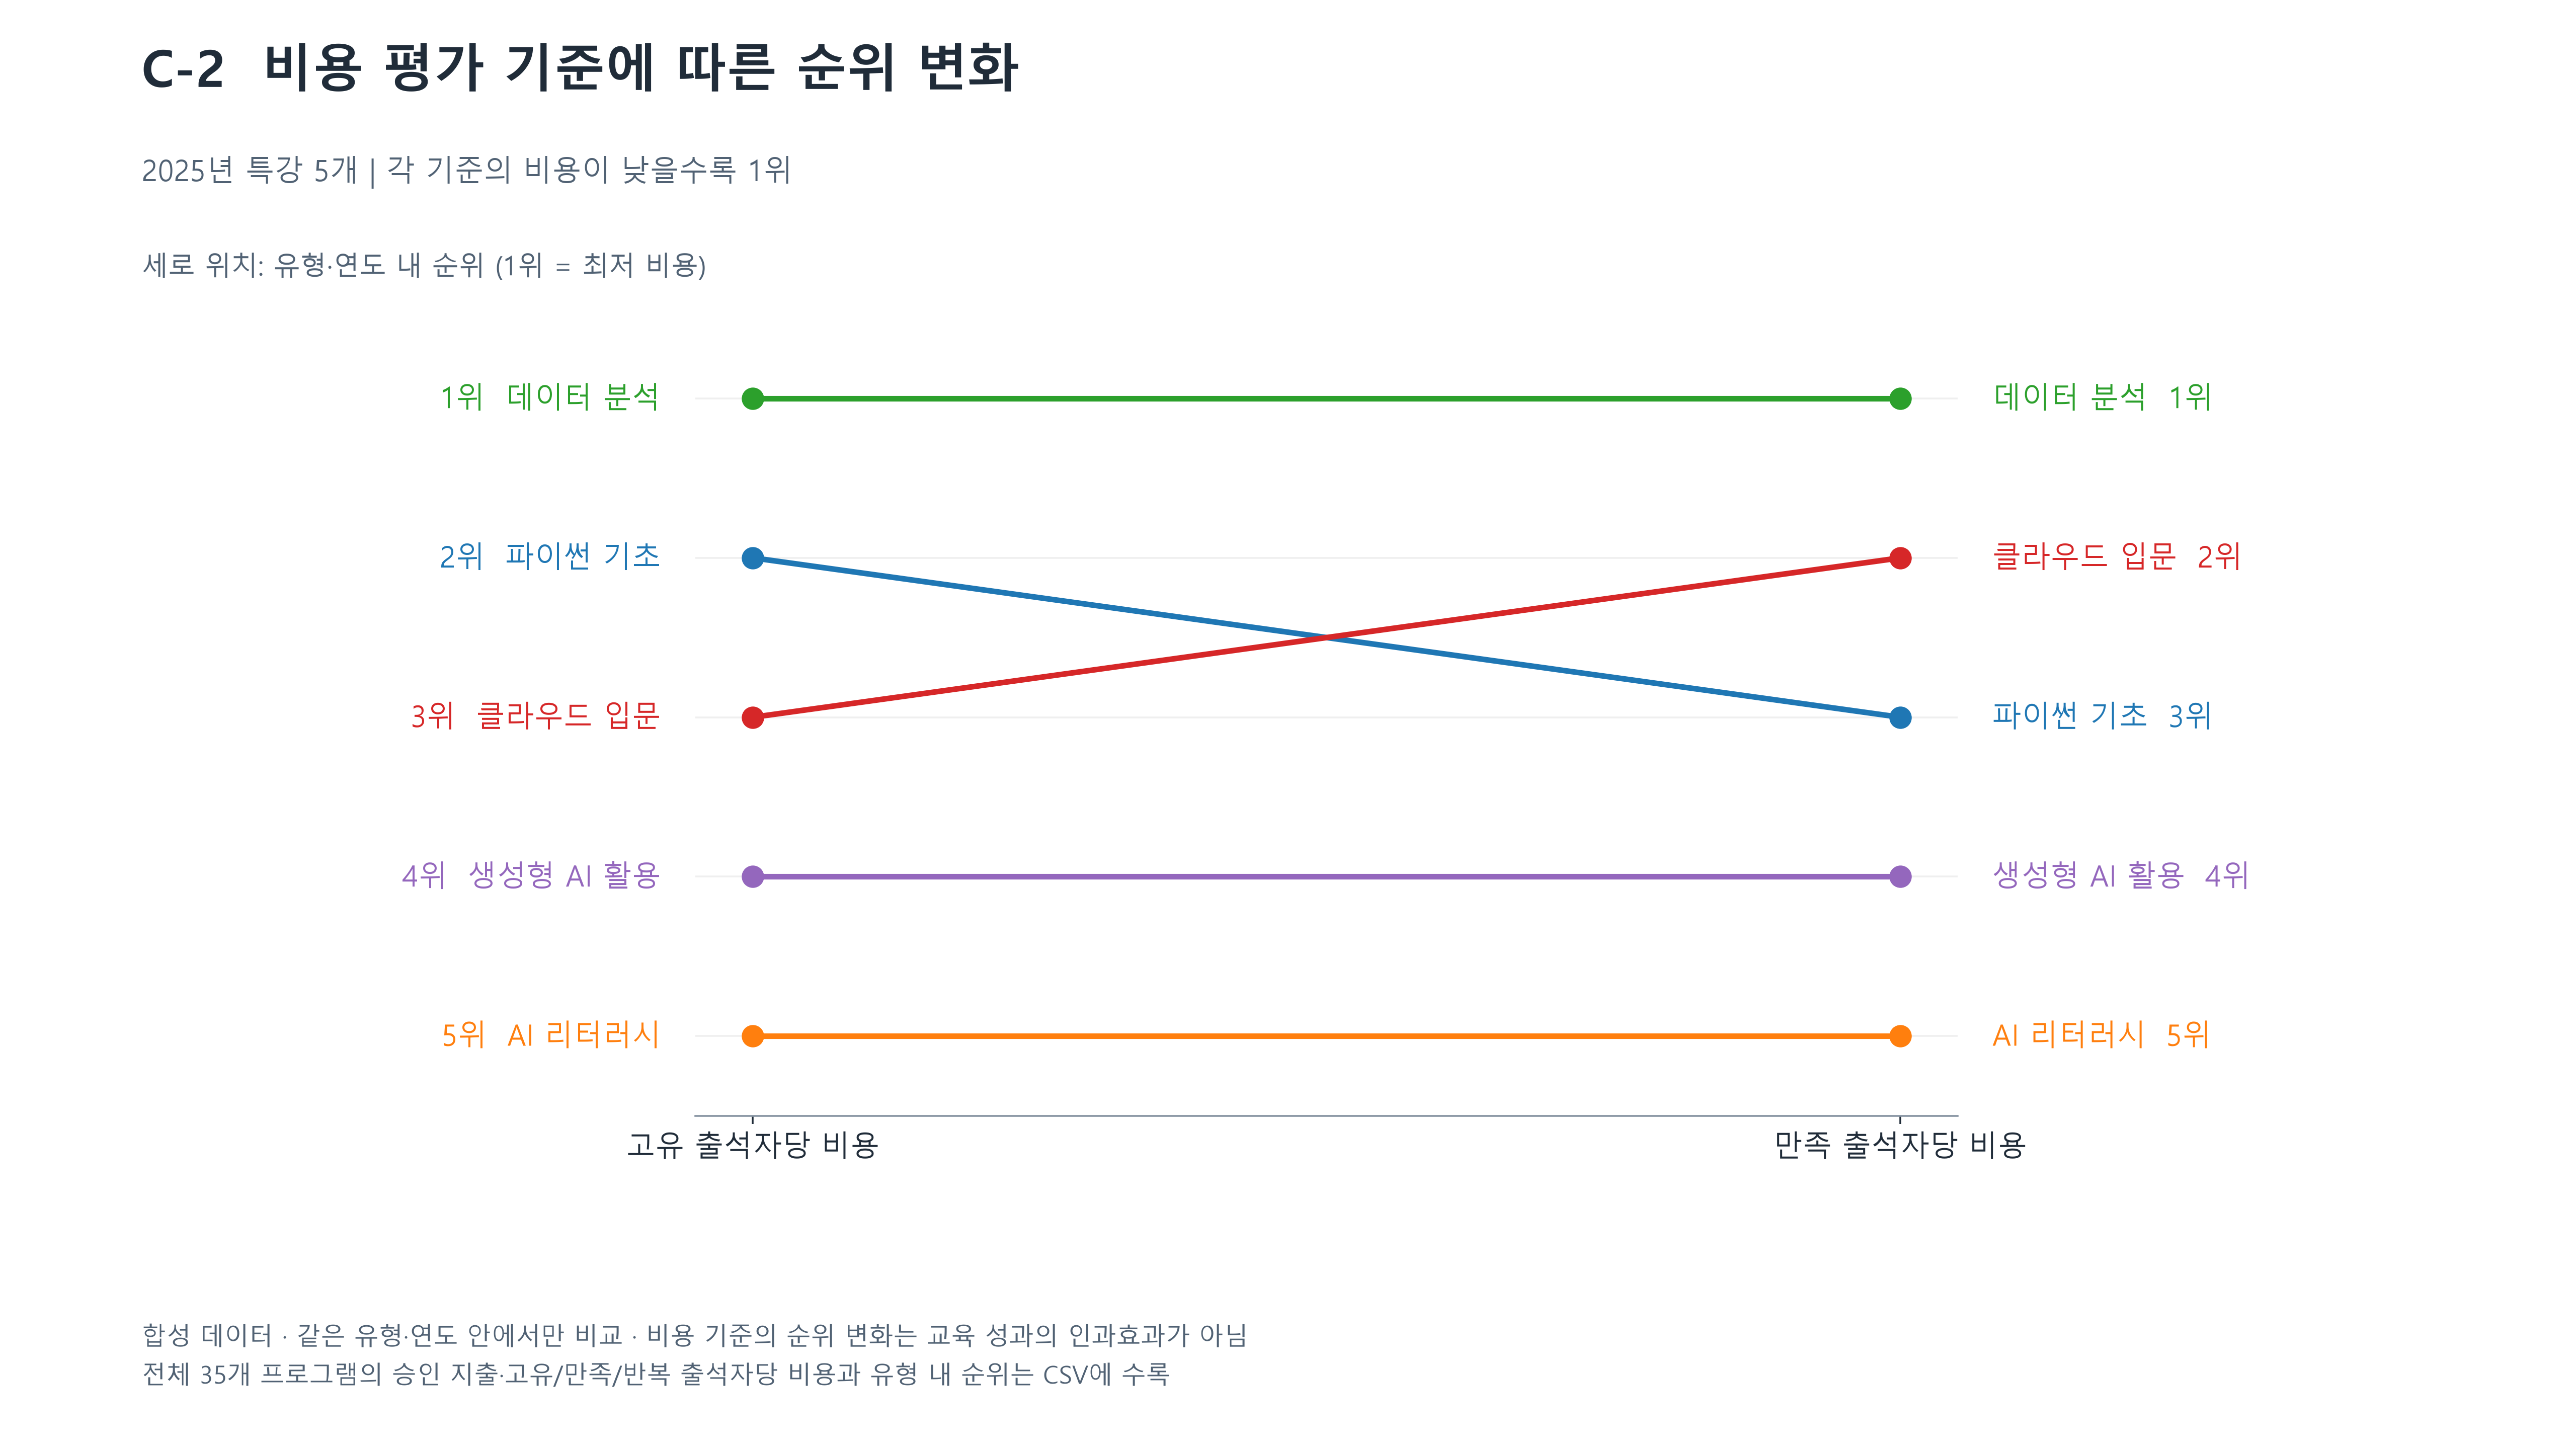 C-2 비용 평가 기준에 따른 순위 변화
2025년 특강 5개 | 각 기준의 비용이 낮을수록 1위
세로 위치: 유형·연도 내 순위 (1위 = 최저 비용)
1위 데이터 분석
데이터 분석 1위
2위 파이썬 기초
클라우드 입문 2위
3위 클라우드 입문
파이썬 기초 3위
4위 생성형 AI 활용
생성형 AI 활용 4위
5위 AI 리터러시
AI 리터러시 5위
고유 출석자당 비용
만족 출석자당 비용
합성 데이터 · 같은 유형·연도 안에서만 비교 · 비용 기준의 순위 변화는 교육 성과의 인과효과가 아님
전체 35개 프로그램의 승인 지출·고유/만족/반복 출석자당 비용과 유형 내 순위는 CSV에 수록